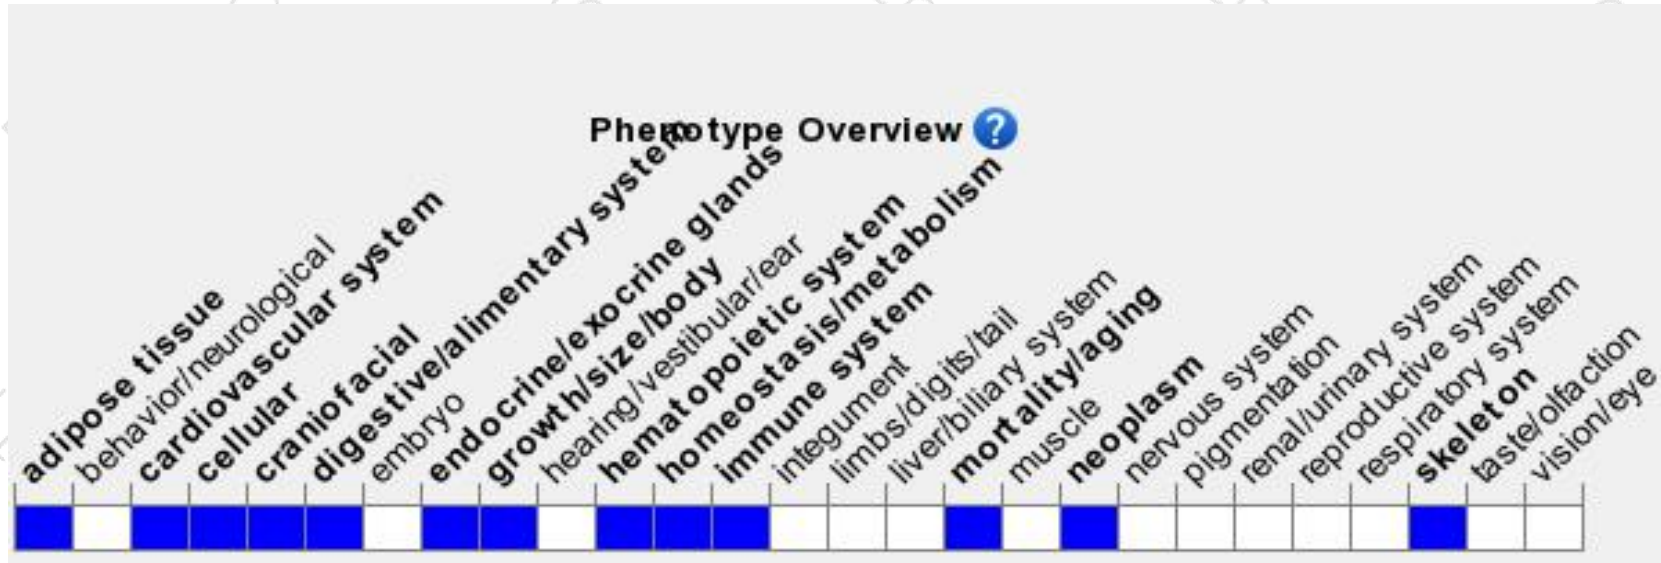 Phenotype Overview ?
adipose tissue
behavior/neurological
cardiovascular system
cellular
craniofacial
digestive/alimentary system
embryo
endocrine/exocrine glands
growth/size/body
hearing/vestibular/ear
hematopoietic system
homeostasis/metabolism
immune system
integument
limbs/digits/tail
liver/biliary system
mortality/aging
muscle
neoplasm
nervous system
pigmentation
renal/urinary system
reproductive system
respiratory system
skeleton
taste/olfaction
vision/eye